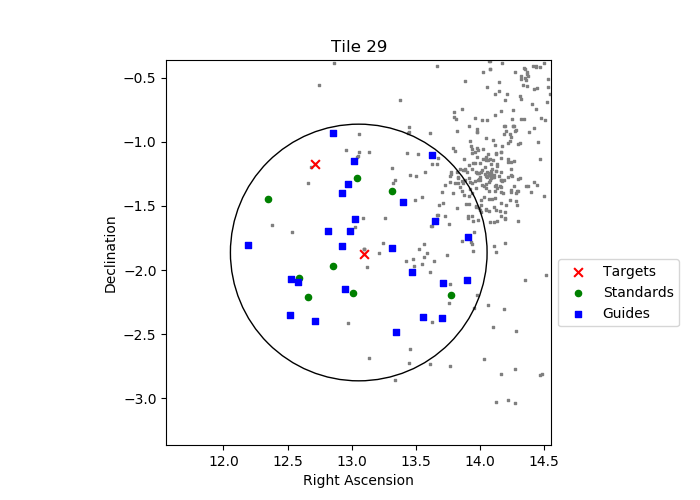 Tile 29
−0.5
−1.0
−1.5
−2.0
−2.5
−3.0
Declination
12.0 12.5 13.0 13.5 14.0 14.5
Right Ascension
Targets
Standards
Guides